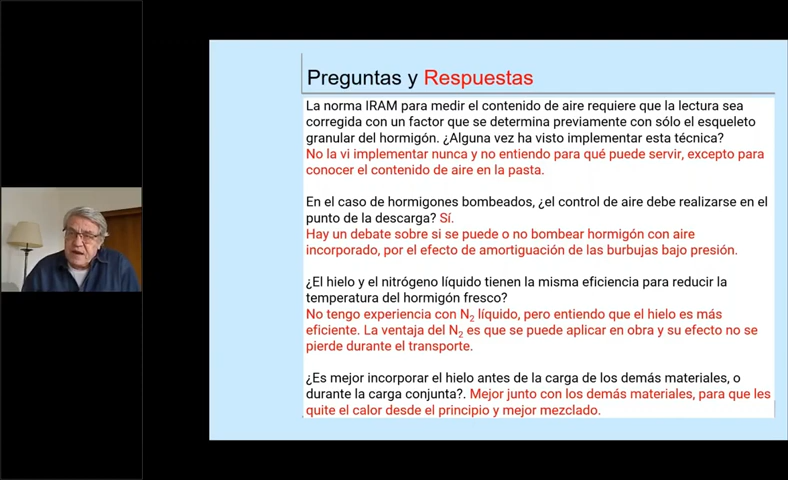 Preguntas y Respuestas
La norma IRAM para medir el contenido de aire requiere que la lectura sea
corregida con un factor que se determina previamente con sólo el esqueleto
granular del hormigón. ¿Alguna vez ha visto implementar esta técnica?
No la vi implementar nunca y no entiendo para qué puede servir, excepto para
conocer el contenido de aire en la pasta.
En el caso de hormigones bombeados, ¿el control de aire debe realizarse en el
punto de la descarga? Sí.
Hay un debate sobre si se puede o no bombear hormigón con aire
incorporado, por el efecto de amortiguación de las burbujas bajo presión.
¿El hielo y el nitrógeno líquido tienen la misma eficiencia para reducir la
temperatura del hormigón fresco?
No tengo experiencia con N₂ líquido, pero entiendo que el hielo es más
eficiente. La ventaja del N₂ es que se puede aplicar en obra y su efecto no se
pierde durante el transporte.
¿Es mejor incorporar el hielo antes de la carga de los demás materiales, o
durante la carga conjunta?. Mejor junto con los demás materiales, para que les
quite el calor desde el principio y mejor mezclado.